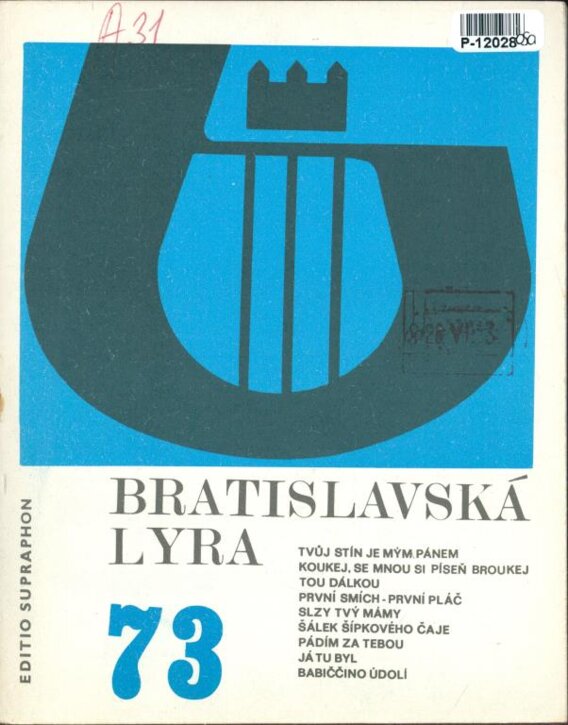 A.31
P-12028
BRATISLAVSKÁ
LYRA
73
TVŮJ STÍN JE MÝM PÁNEM
KOUKEJ, SE MNOU SI PÍSEŇ BROUKEJ
TOU DÁLKOU
PRVNÍ SMÍCH - PRVNÍ PLÁČ
SLZY TVÝ MÁMY
ŠÁLEK ŠÍPKOVÉHO ČAJE
PÁDÍM ZA TEBOU
JÁ TU BYL
BABIČČINO ÚDOLÍ
EDITIO SUPRAPHON